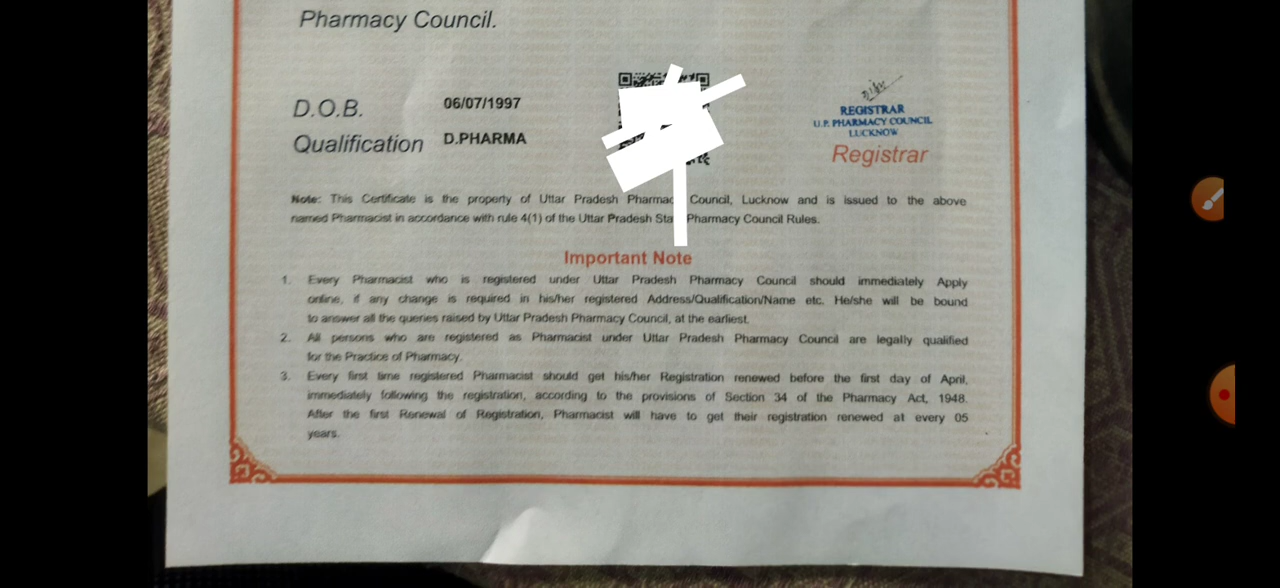 Pharmacy Council.
D.O.B. 06/07/1997
Qualification D.PHARMA
REGISTRAR
U.P. PHARMACY COUNCIL
LUCKNOW
Registrar
Note: This Certificate is the property of Uttar Pradesh Council, Lucknow and is issued to the above
named Pharmacist in accordance with rule 4(1) of the Uttar Pradesh Pharmacy Council Rules.
Important Note
1. Every Pharmacist who is registered under Uttar Pradesh Pharmacy Council should immediately Apply
online, if any change is required in his/her registered Address/Qualification/Name etc. He/she will be bound
to answer all the queries raised by Uttar Pradesh Pharmacy Council, at the earliest.
2. All persons who are registered as Pharmacist under Uttar Pradesh Pharmacy Council are legally qualified
for the Practice of Pharmacy.
3. Every first time registered Pharmacist should get his/her Registration renewed before the first day of April,
immediately following the registration, according to the provisions of Section 34 of the Pharmacy Act, 1948.
After the first Renewal of Registration, Pharmacist will have to get their registration renewed at every 05
years.